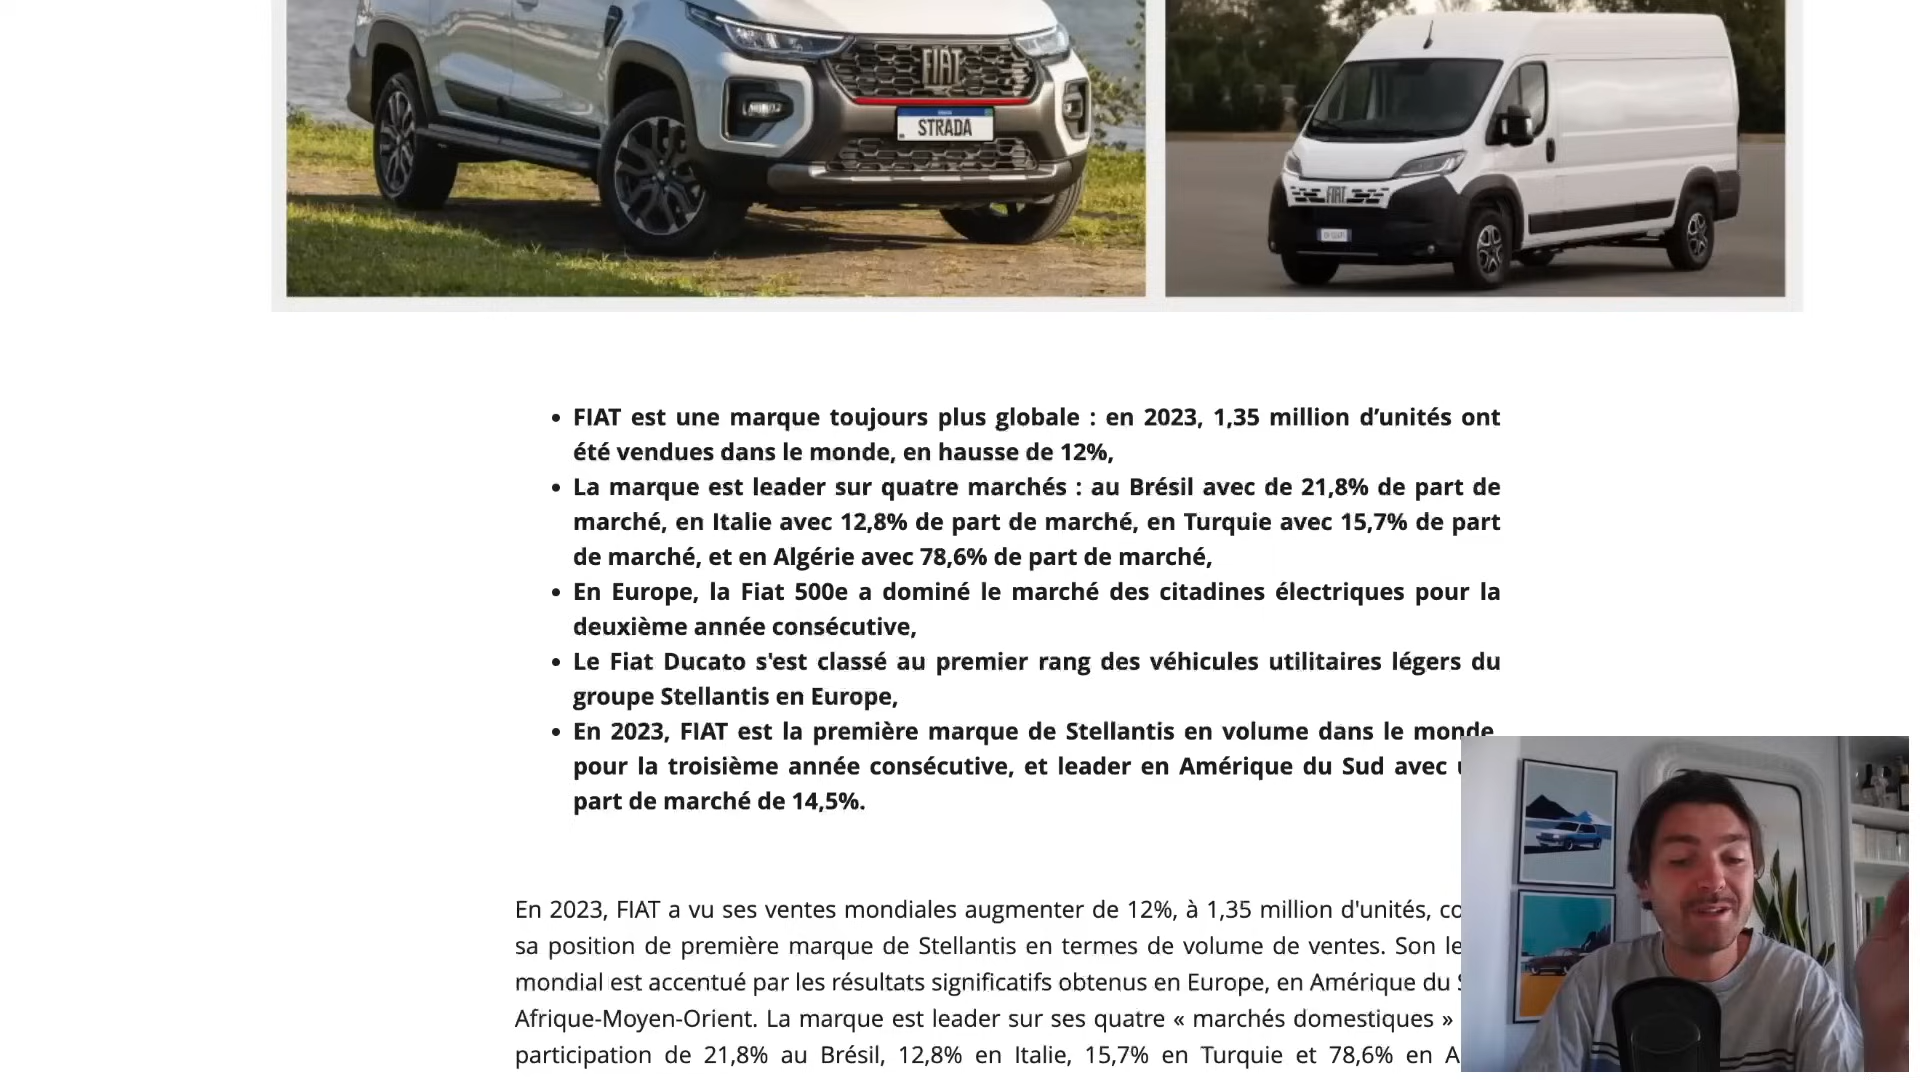 FIAT
STRADA
FIAT
FIAT est une marque toujours plus globale : en 2023, 1,35 million d’unités ont
été vendues dans le monde, en hausse de 12%,
La marque est leader sur quatre marchés : au Brésil avec de 21,8% de part de
marché, en Italie avec 12,8% de part de marché, en Turquie avec 15,7% de part
de marché, et en Algérie avec 78,6% de part de marché,
En Europe, la Fiat 500e a dominé le marché des citadines électriques pour la
deuxième année consécutive,
Le Fiat Ducato s'est classé au premier rang des véhicules utilitaires légers du
groupe Stellantis en Europe,
En 2023, FIAT est la première marque de Stellantis en volume dans le monde
pour la troisième année consécutive, et leader en Amérique du Sud avec
part de marché de 14,5%.
En 2023, FIAT a vu ses ventes mondiales augmenter de 12%, à 1,35 million d'unités,
sa position de première marque de Stellantis en termes de volume de ventes. Son
mondial est accentué par les résultats significatifs obtenus en Europe, en Amérique du
Afrique-Moyen-Orient. La marque est leader sur ses quatre « marchés domestiques »
participation de 21,8% au Brésil, 12,8% en Italie, 15,7% en Turquie et 78,6% en